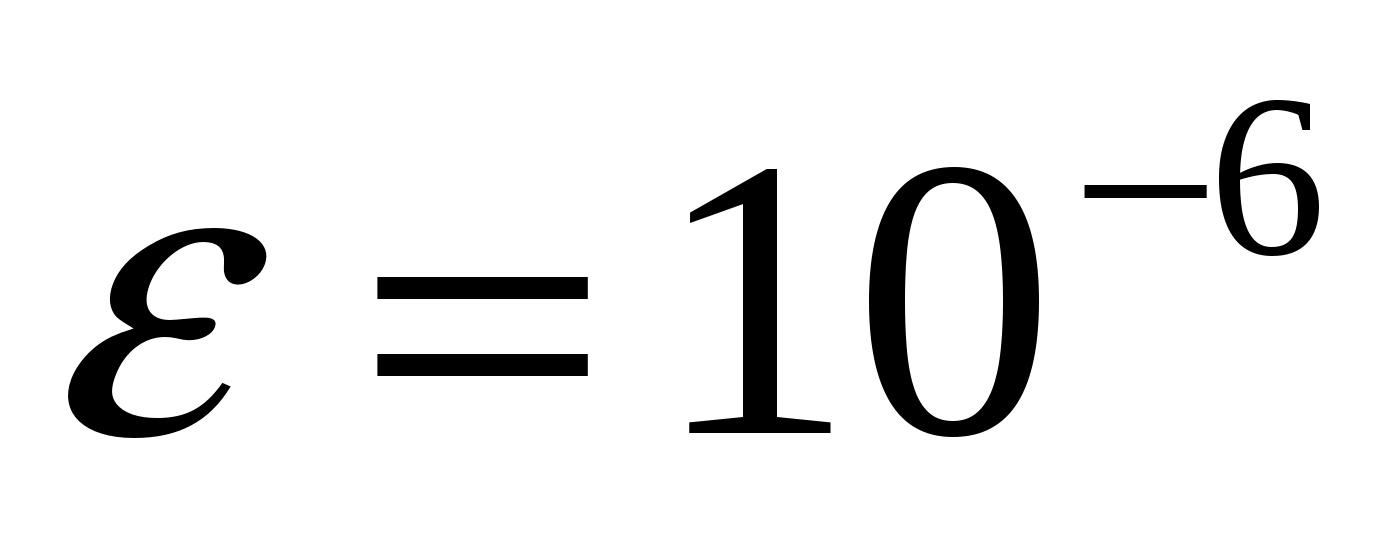 ε = 10⁻⁶